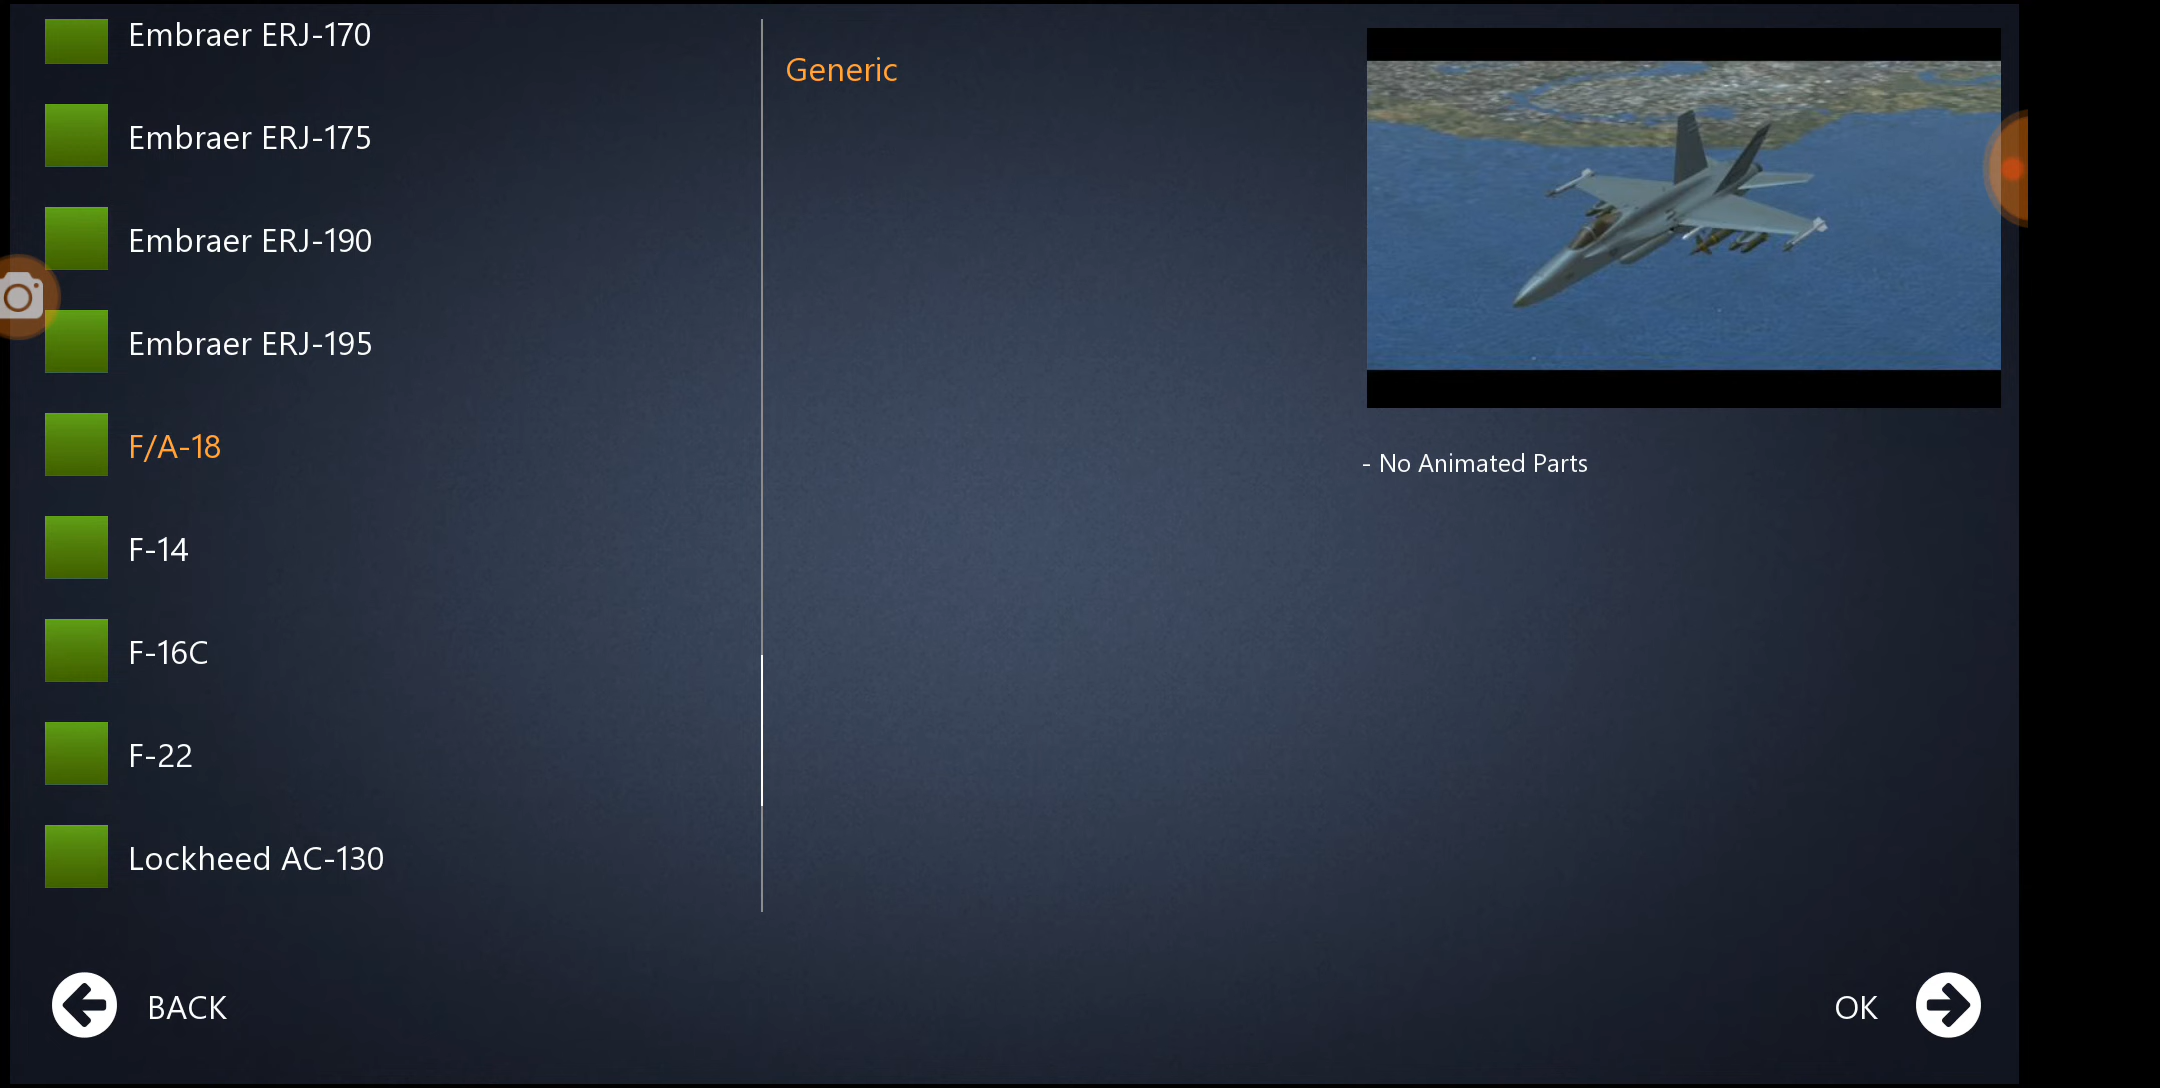 Embraer ERJ-170
Embraer ERJ-175
Embraer ERJ-190
Embraer ERJ-195
F/A-18
F-14
F-16C
F-22
Lockheed AC-130
Generic
- No Animated Parts
BACK
OK